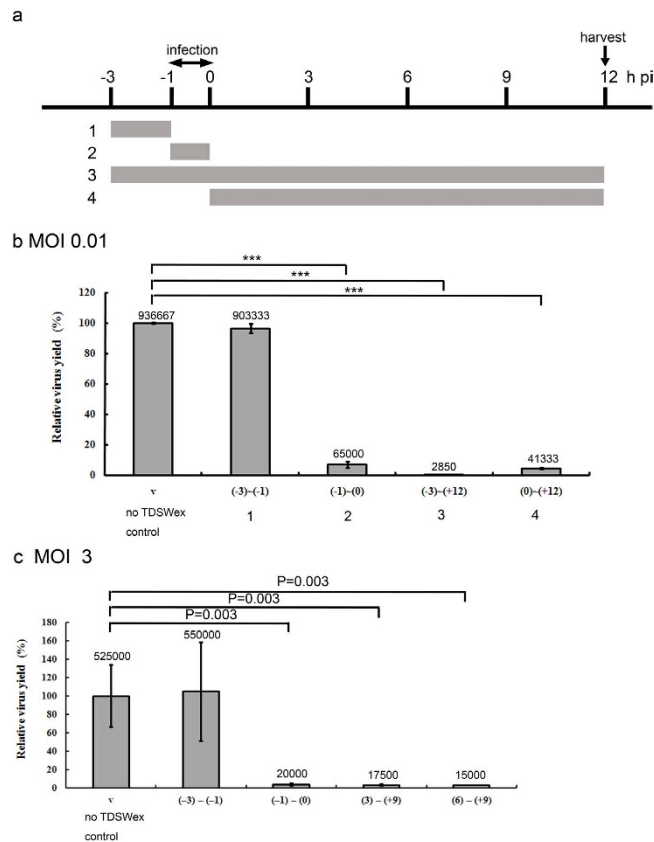 a
infection
harvest
-3 -1 0 3 6 9 12 h pi
1
2
3
4
b MOI 0.01
***
***
***
Relative virus yield (%)
120
100
80
60
40
20
0
936667 903333 65000 2850 41333
v (-3)-(-1) (-1)-(0) (-3)-(+12) (0)-(+12)
no TDSWex 1 2 3 4
control
c MOI 3
P=0.003
P=0.003
P=0.003
Relative virus yield (%)
180
160
140
120
100
80
60
40
20
0
525000 550000 20000 17500 15000
v (–3) – (–1) (–1) – (0) (3) – (+9) (6) – (+9)
no TDSWex
control